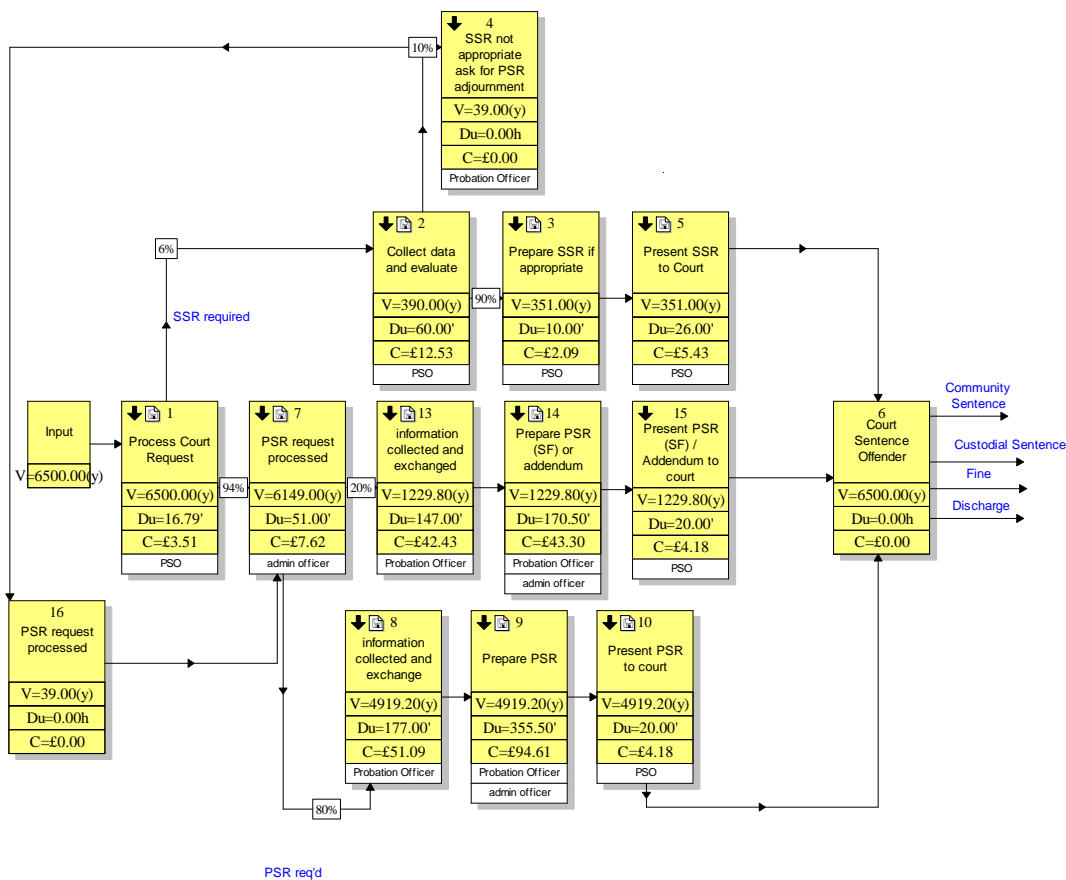 4
SSR not
appropriate
ask for PSR
adjournment
V=39.00(y)
Du=0.00h
C=£0.00
Probation Officer
10%
2
Collect data
and evaluate
V=390.00(y)
Du=60.00'
C=£12.53
PSO
90%
3
Prepare SSR if
appropriate
V=351.00(y)
Du=10.00'
C=£2.09
PSO
5
Present SSR
to Court
V=351.00(y)
Du=26.00'
C=£5.43
PSO
6%
SSR required
Input
V=6500.00(y)
1
Process Court
Request
V=6500.00(y)
Du=16.79'
C=£3.51
PSO
94%
7
PSR request
processed
V=6149.00(y)
Du=51.00'
C=£7.62
admin officer
20%
13
information
collected and
exchanged
V=1229.80(y)
Du=147.00'
C=£42.43
Probation Officer
14
Prepare PSR
(SF) or
addendum
V=1229.80(y)
Du=170.50'
C=£43.30
Probation Officer
admin officer
15
Present PSR
(SF) /
Addendum to
court
V=1229.80(y)
Du=20.00'
C=£4.18
PSO
6
Court
Sentence
Offender
V=6500.00(y)
Du=0.00h
C=£0.00
Community
Sentence
Custodial Sentence
Fine
Discharge
16
PSR request
processed
V=39.00(y)
Du=0.00h
C=£0.00
8
information
collected and
exchange
V=4919.20(y)
Du=177.00'
C=£51.09
Probation Officer
9
Prepare PSR
V=4919.20(y)
Du=355.50'
C=£94.61
Probation Officer
admin officer
10
Present PSR
to court
V=4919.20(y)
Du=20.00'
C=£4.18
PSO
80%
PSR req'd